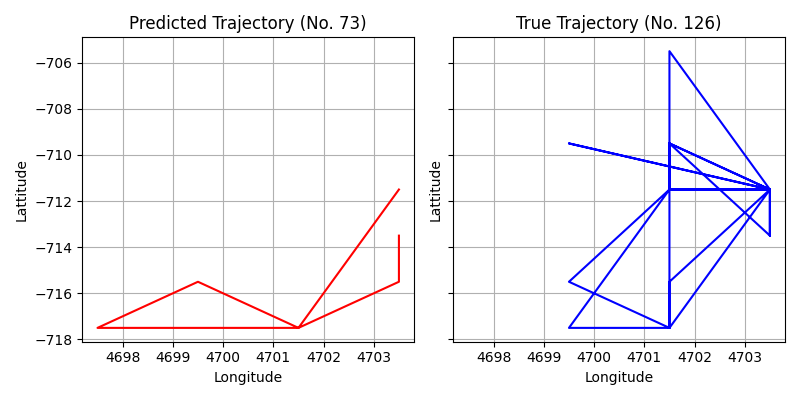 Predicted Trajectory (No. 73)
True Trajectory (No. 126)
−706
−708
−710
−712
−714
−716
−718
Lattitude
Lattitude
4698 4699 4700 4701 4702 4703
4698 4699 4700 4701 4702 4703
Longitude
Longitude